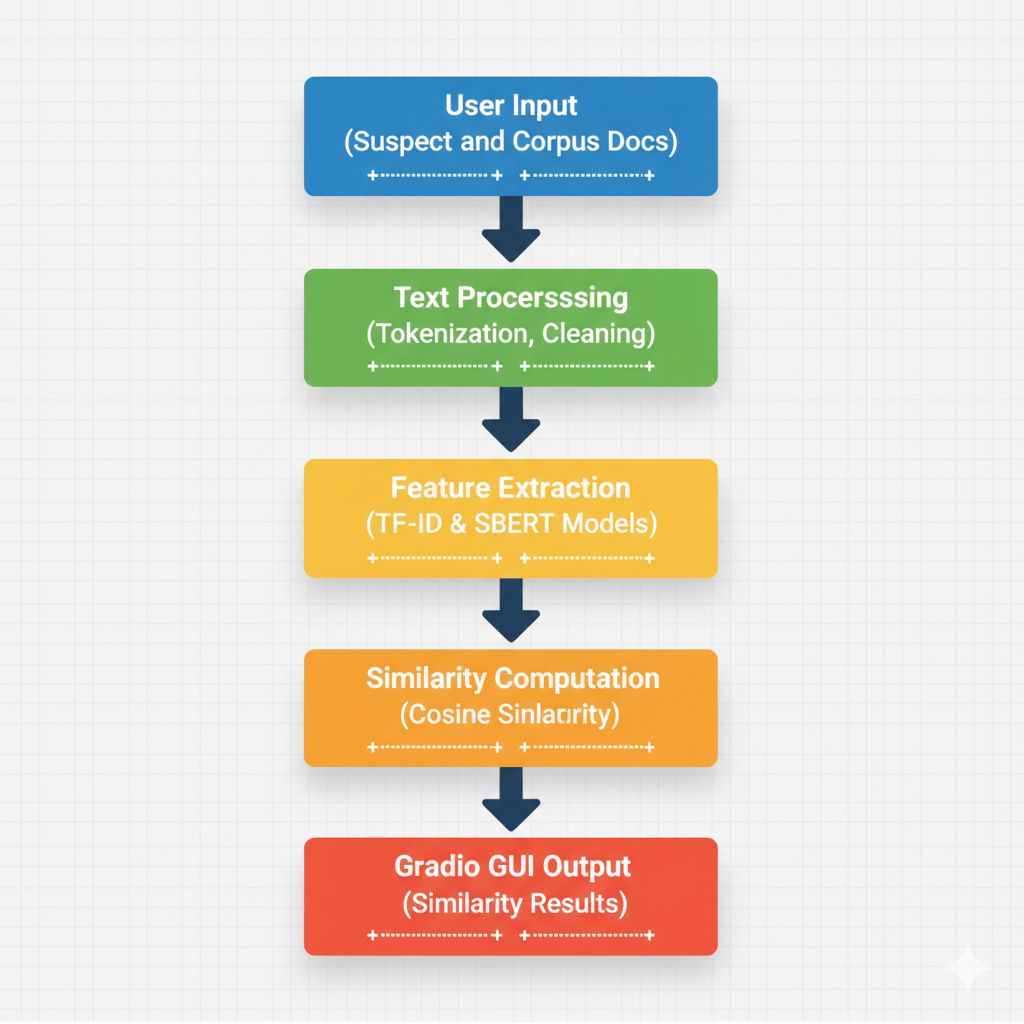 User Input
(Suspect and Corpus Docs)
Text Procersssing
(Tokenization, Cleaning)
Feature Extraction
(TF-ID & SBERT Models)
Similarity Computation
(Cosine Sinlarity)
Gradio GUI Output
(Similarity Results)